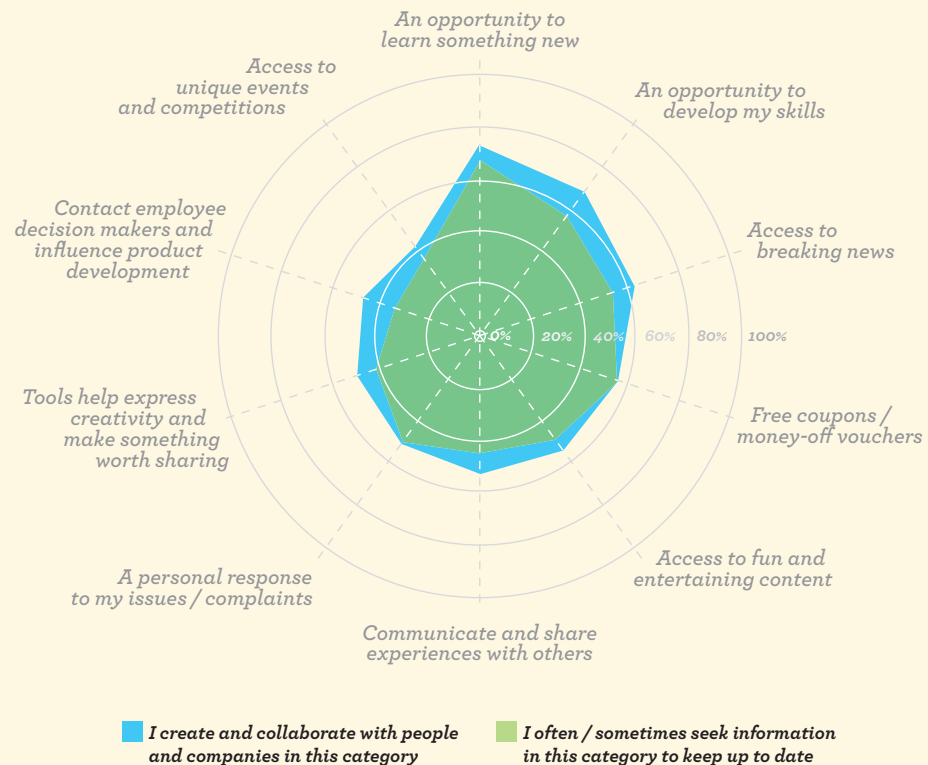 An opportunity to
learn something new
An opportunity to
develop my skills
Access to
breaking news
Free coupons /
money-off vouchers
Access to fun and
entertaining content
Communicate and share
experiences with others
A personal response
to my issues / complaints
Tools help express
creativity and
make something
worth sharing
Contact employee
decision makers and
influence product
development
Access to
unique events
and competitions
0% 20% 40% 60% 80% 100%
I create and collaborate with people
and companies in this category
I often / sometimes seek information
in this category to keep up to date